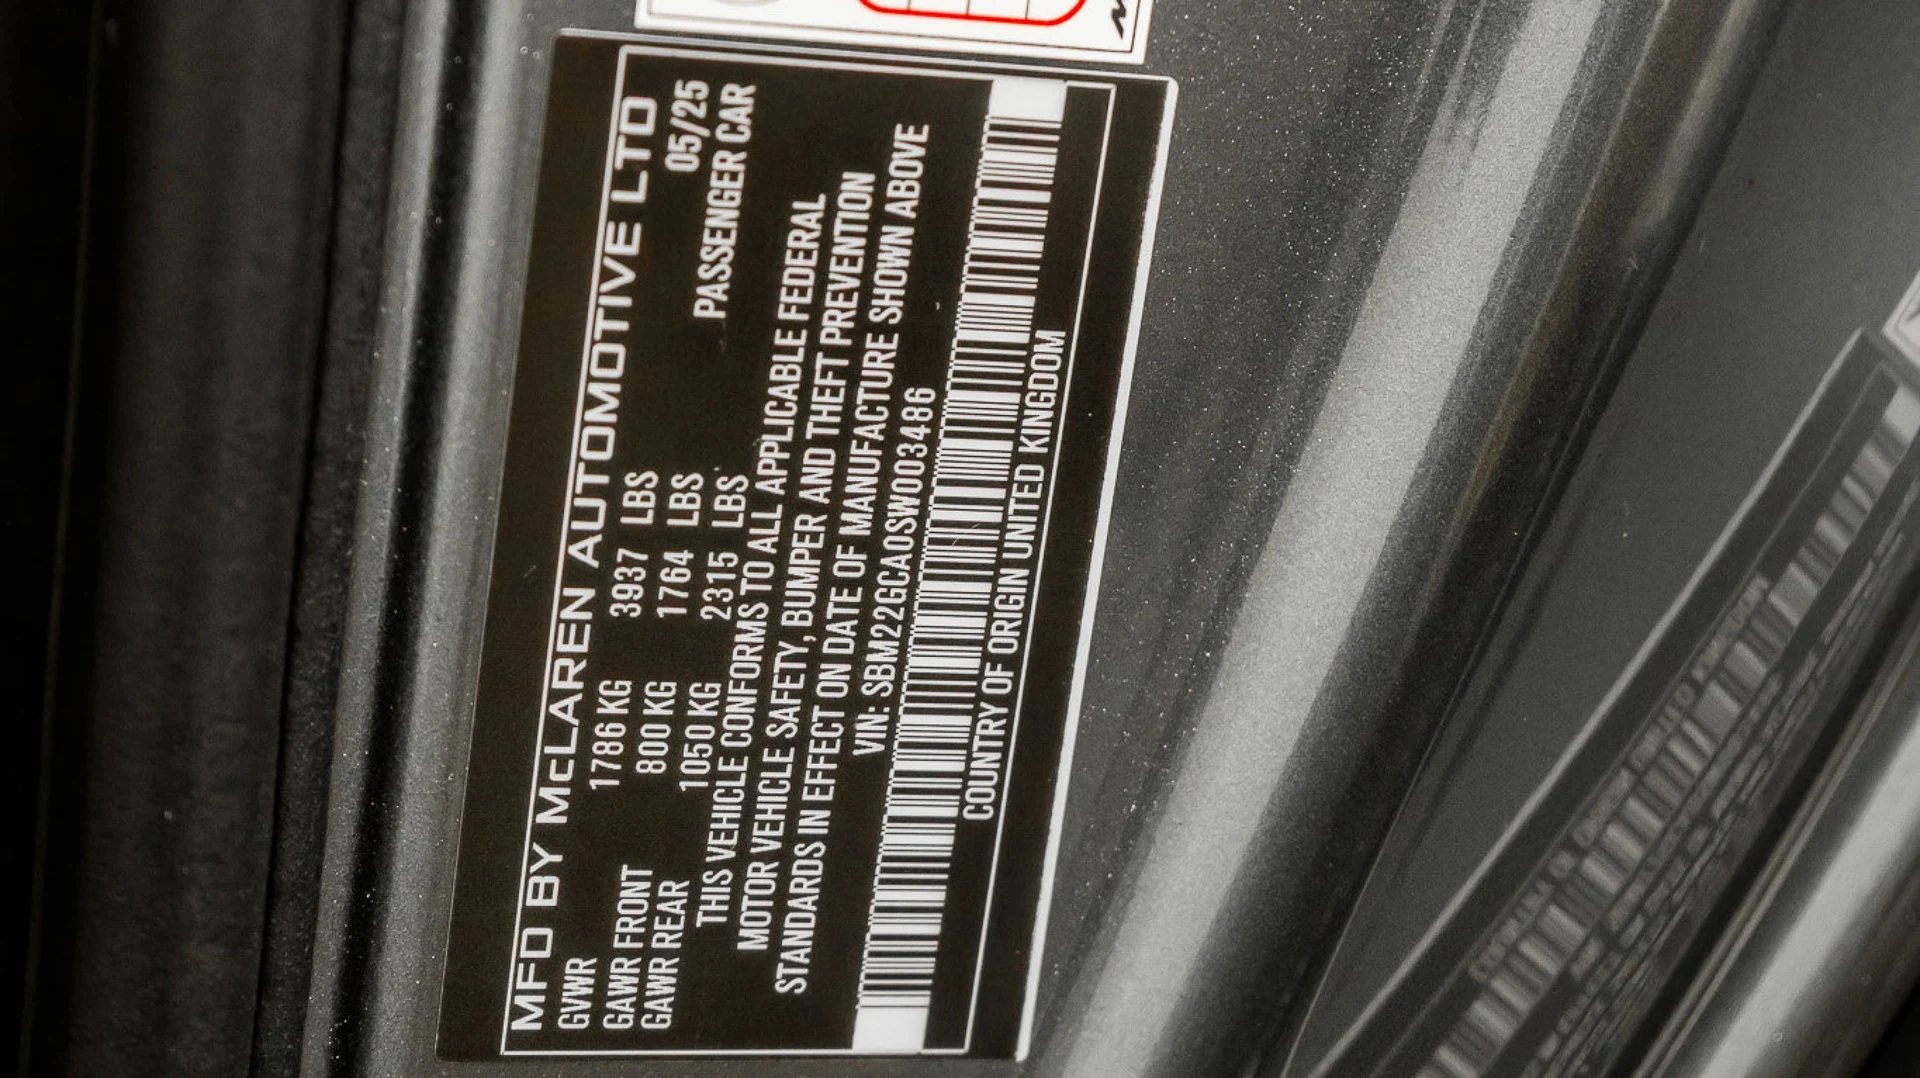 MFD BY McLAREN AUTOMOTIVE LTD
GVWR 1786 KG 3937 LBS 05/25
GAWR FRONT 800 KG 1764 LBS PASSENGER CAR
GAWR REAR 1050 KG 2315 LBS
THIS VEHICLE CONFORMS TO ALL APPLICABLE FEDERAL
MOTOR VEHICLE SAFETY, BUMPER AND THEFT PREVENTION
STANDARDS IN EFFECT ON DATE OF MANUFACTURE SHOWN ABOVE
VIN: SBM22GCA0SW003486
COUNTRY OF ORIGIN UNITED KINGDOM